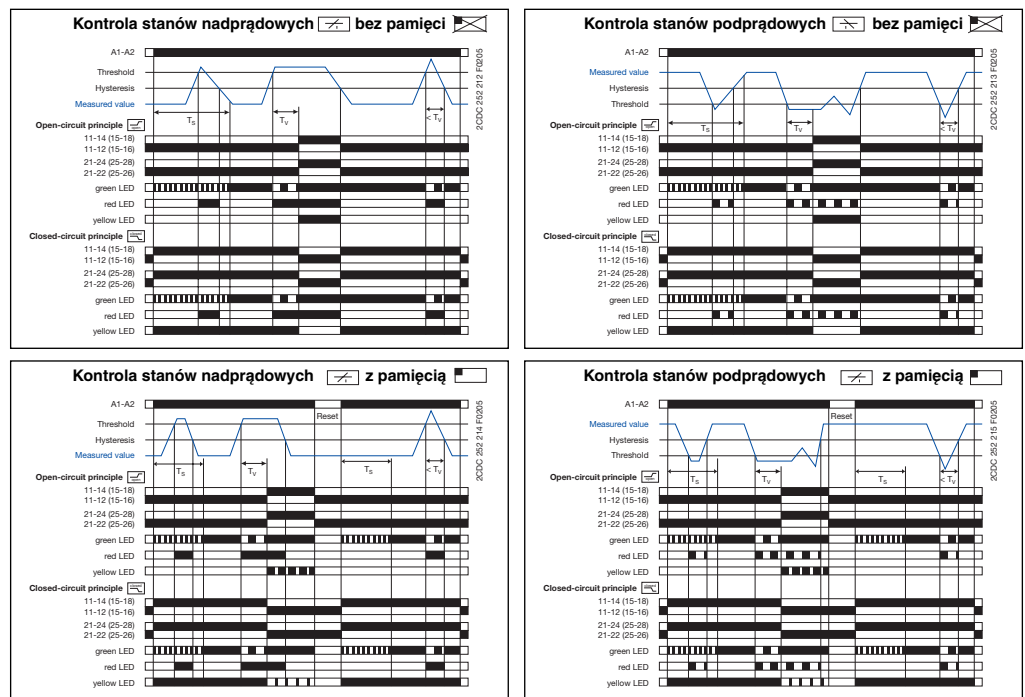 Kontrola stanów nadprądowych bez pamięci
A1-A2
Threshold
Hysteresis
Measured value
TS
TV
< TV
Open-circuit principle
11-14 (15-18)
11-12 (15-16)
21-24 (25-28)
21-22 (25-26)
green LED
red LED
yellow LED
Closed-circuit principle
11-14 (15-18)
11-12 (15-16)
21-24 (25-28)
21-22 (25-26)
green LED
red LED
yellow LED
2CDC 252 212 F0205
Kontrola stanów podprądowych bez pamięci
A1-A2
Measured value
Hysteresis
Threshold
TS
TV
< TV
Open-circuit principle
11-14 (15-18)
11-12 (15-16)
21-24 (25-28)
21-22 (25-26)
green LED
red LED
yellow LED
Closed-circuit principle
11-14 (15-18)
11-12 (15-16)
21-24 (25-28)
21-22 (25-26)
green LED
red LED
yellow LED
2CDC 252 213 F0205
Kontrola stanów nadprądowych z pamięcią
A1-A2
Reset
Threshold
Hysteresis
Measured value
TS
TV
TS
< TV
Open-circuit principle
11-14 (15-18)
11-12 (15-16)
21-24 (25-28)
21-22 (25-26)
green LED
red LED
yellow LED
Closed-circuit principle
11-14 (15-18)
11-12 (15-16)
21-24 (25-28)
21-22 (25-26)
green LED
red LED
yellow LED
2CDC 252 214 F0205
Kontrola stanów podprądowych z pamięcią
A1-A2
Reset
Measured value
Hysteresis
Threshold
TS
TV
TS
< TV
Open-circuit principle
11-14 (15-18)
11-12 (15-16)
21-24 (25-28)
21-22 (25-26)
green LED
red LED
yellow LED
Closed-circuit principle
11-14 (15-18)
11-12 (15-16)
21-24 (25-28)
21-22 (25-26)
green LED
red LED
yellow LED
2CDC 252 215 F0205